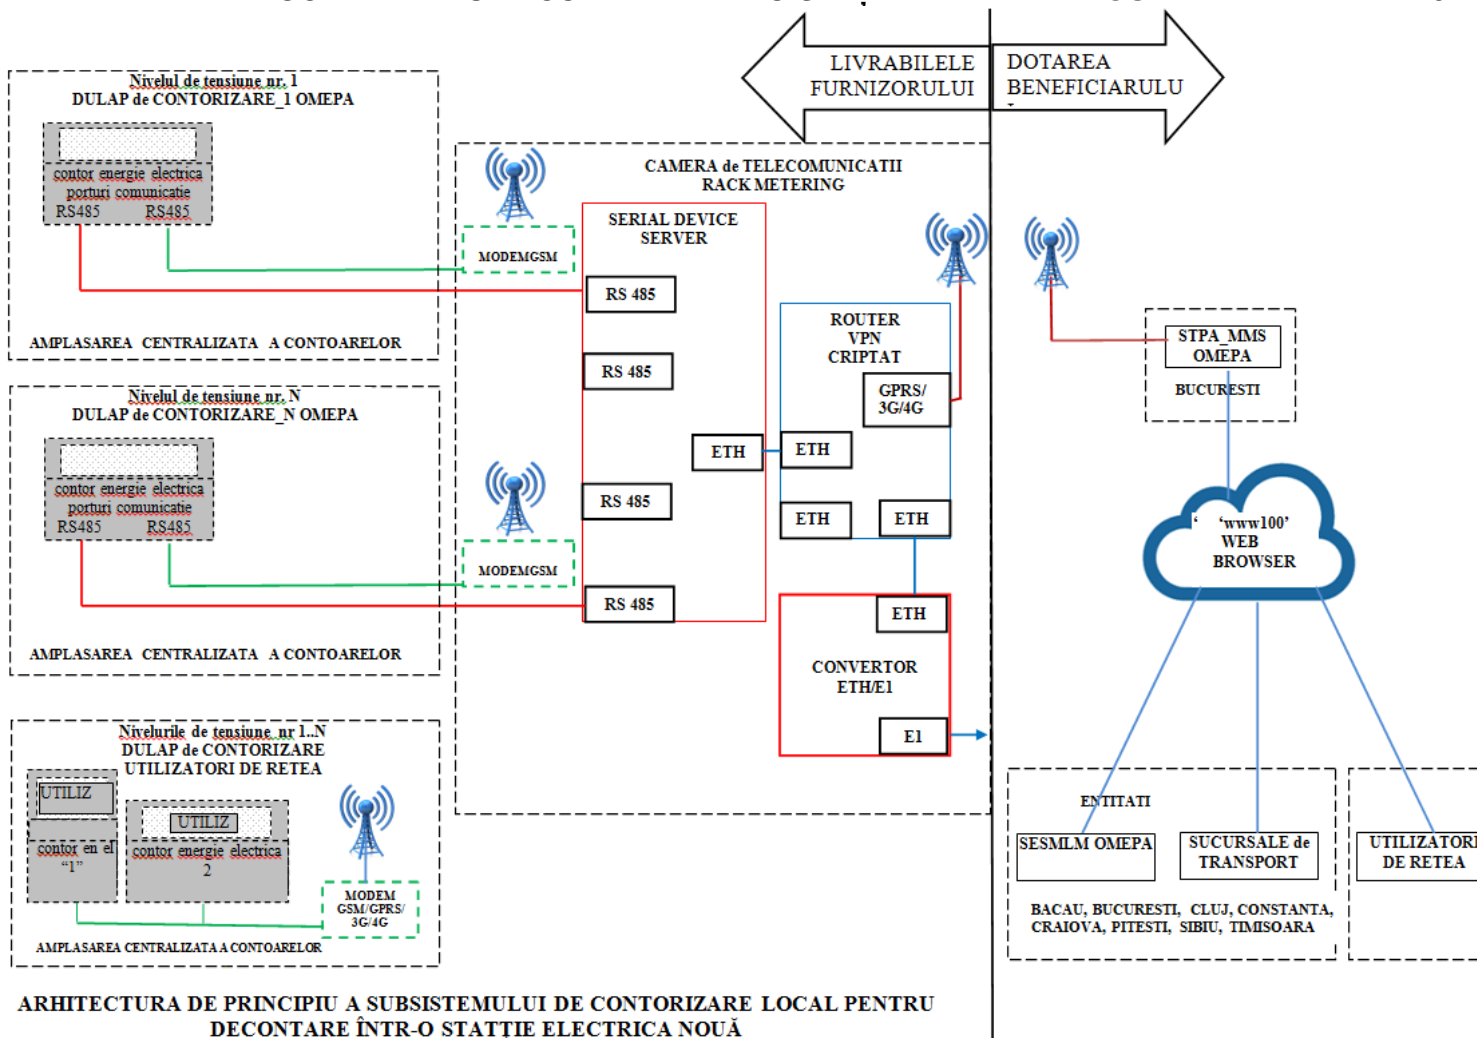 LIVRABILELE
FURNIZORULUI
DOTAREA
BENEFICIARULU
Nivelul de tensiune nr. 1
DULAP de CONTORIZARE_1 OMEPA
contor energie electrica
porturi comunicatie
RS485 RS485
AMPLASAREA CENTRALIZATA A CONTOARELOR
Nivelul de tensiune nr. N
DULAP de CONTORIZARE_N OMEPA
contor energie electrica
porturi comunicatie
RS485 RS485
AMPLASAREA CENTRALIZATA A CONTOARELOR
Nivelurile de tensiune nr 1..N
DULAP de CONTORIZARE
UTILIZATORI DE RETEA
UTILIZ
contor en el
“1”
UTILIZ
contor energie electrica
2
MODEM
GSM/GPRS/
3G/4G
AMPLASAREA CENTRALIZATA A CONTOARELOR
CAMERA de TELECOMUNICATII
RACK METERING
MODEMGSM
MODEMGSM
SERIAL DEVICE
SERVER
RS 485
RS 485
RS 485
RS 485
ETH
ROUTER
VPN
CRIPTAT
GPRS/
3G/4G
ETH
ETH
ETH
ETH
CONVERTOR
ETH/E1
E1
STPA_MMS
OMEPA
BUCURESTI
‘ ‘www100’
WEB
BROWSER
ENTITATI
SESMLM OMEPA
SUCURSALE de
TRANSPORT
UTILIZATORI
DE RETEA
BACAU, BUCURESTI, CLUJ, CONSTANTA,
CRAIOVA, PITESTI, SIBIU, TIMISOARA
ARHITECTURA DE PRINCIPIU A SUBSISTEMULUI DE CONTORIZARE LOCAL PENTRU
DECONTARE ÎNTR-O STATȚIE ELECTRICA NOUĂ